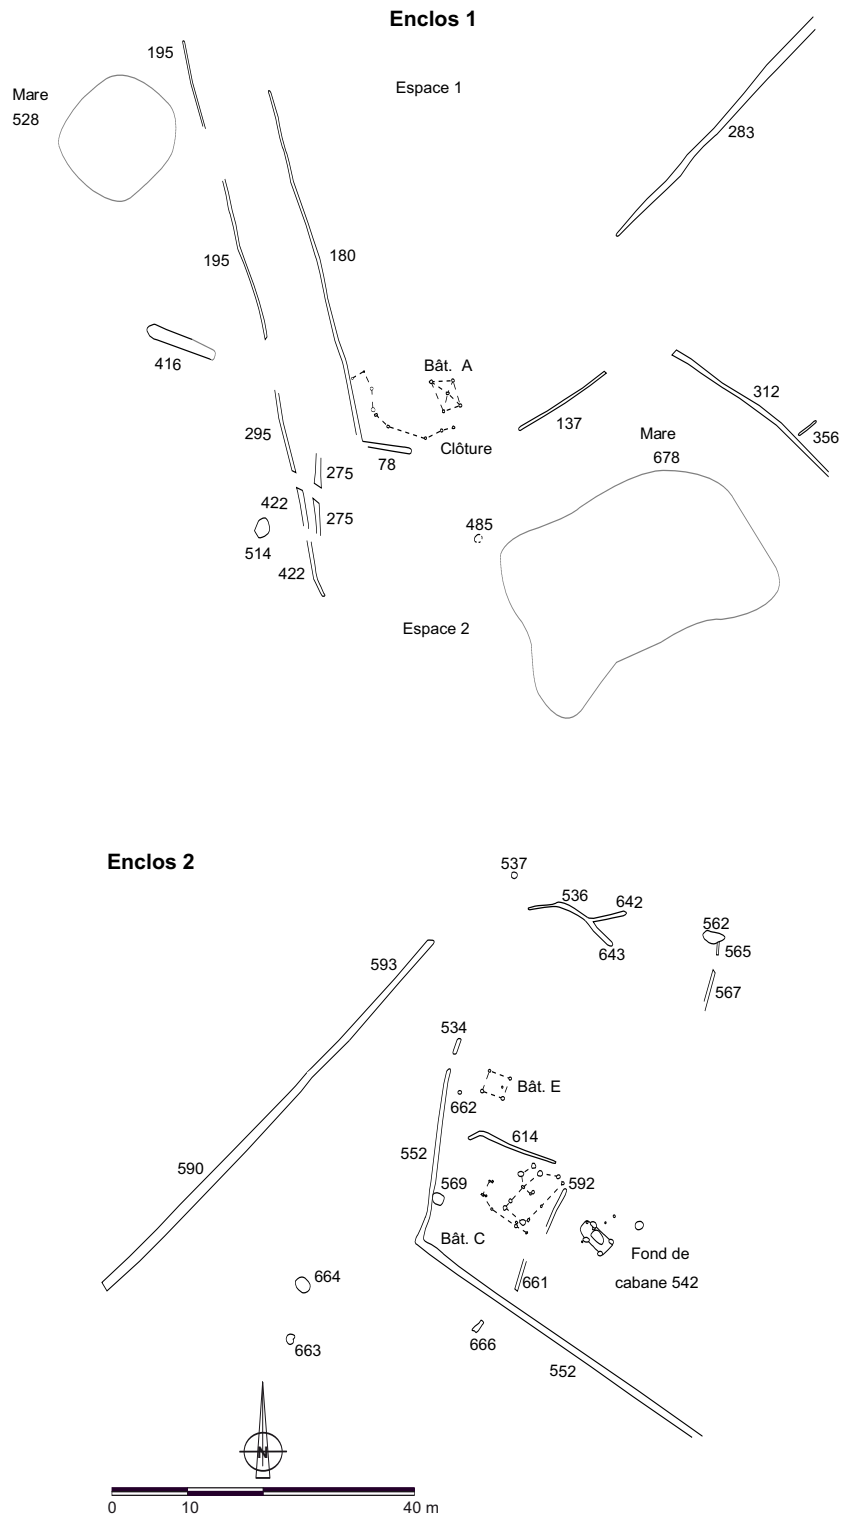 Enclos 1
195
Espace 1
Mare
528
283
195
180
416
Bât. A
312
137
356
295
Clôture
Mare
678
78
275
422
275
485
514
422
Espace 2
Enclos 2
537
536
642
643
562
565
593
567
534
Bât. E
662
614
552
590
569
592
Bât. C
Fond de
cabane 542
664
661
663
666
552
N
0 10 40 m